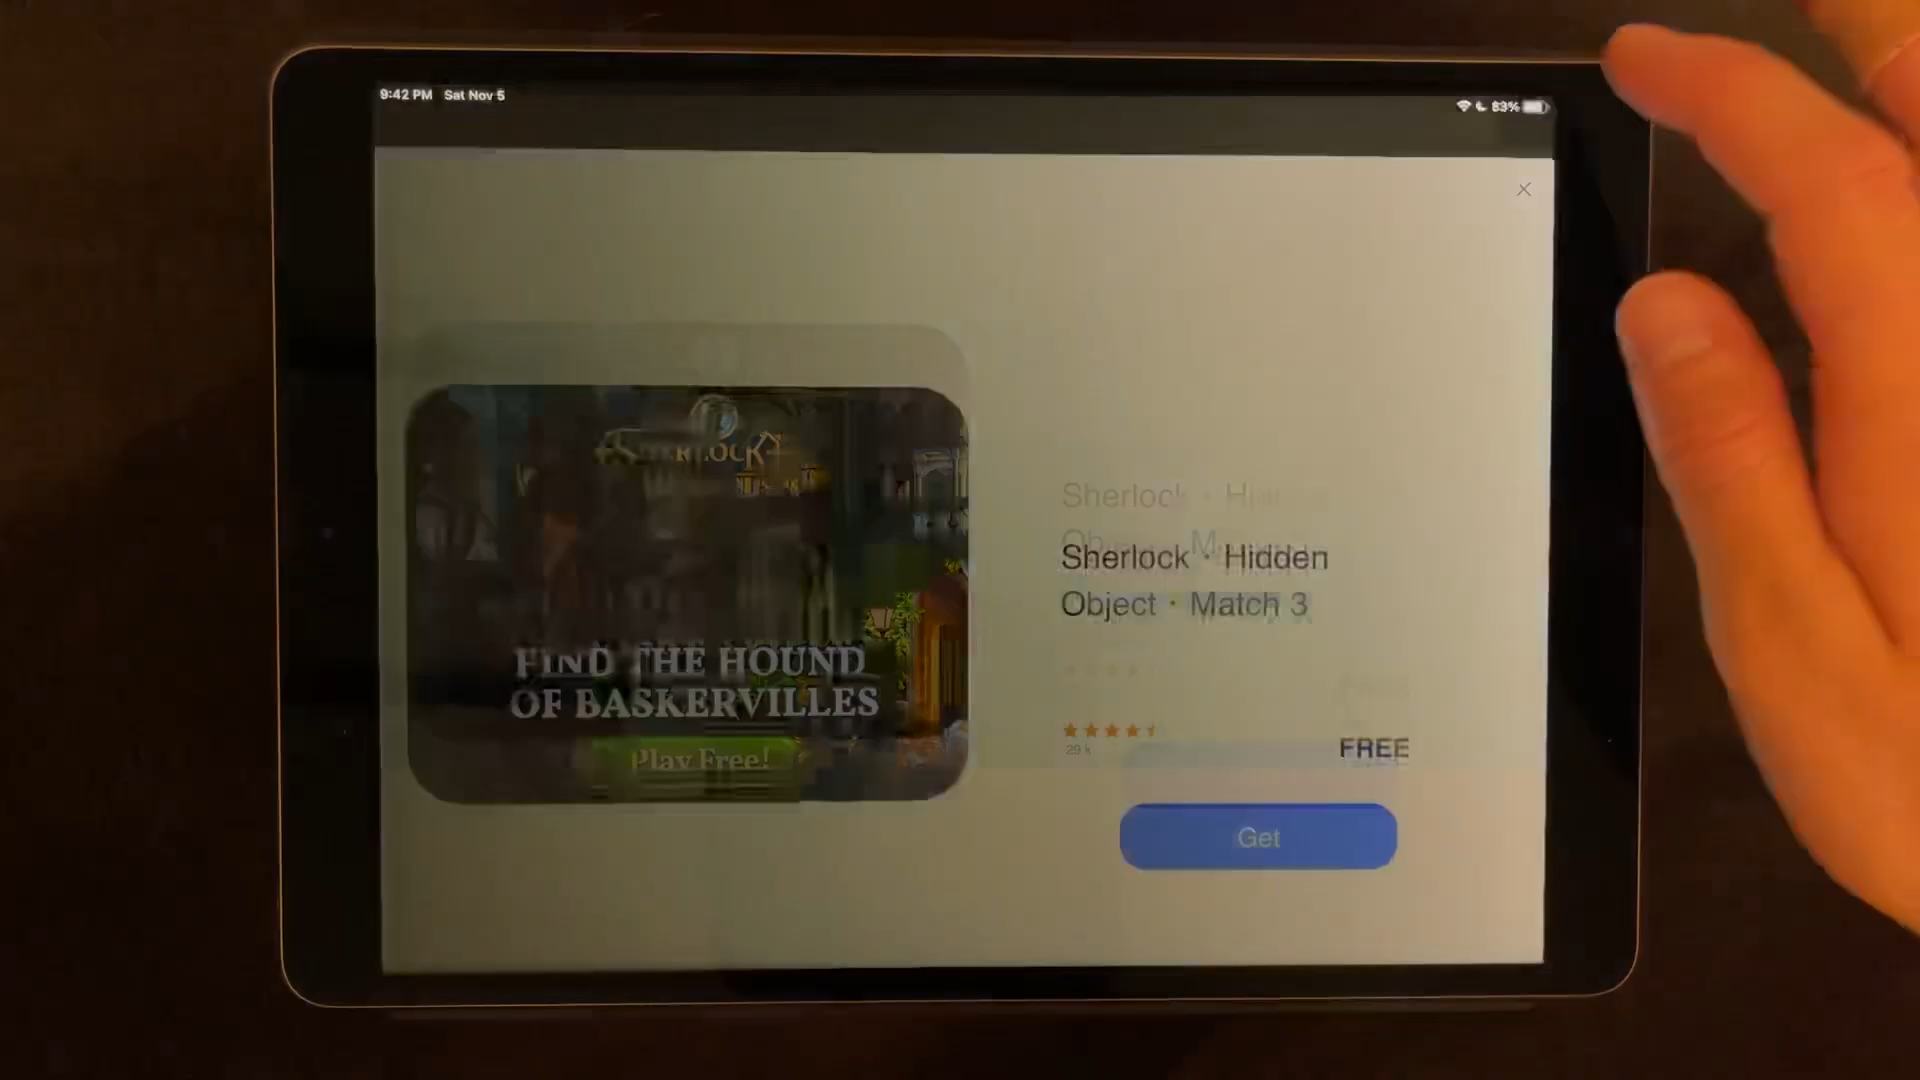 9:42 PM Sat Nov 5
83%
Sherlock · Hidden
Object · Match 3
FIND THE HOUND
OF BASKERVILLES
Play Free!
29 k
FREE
Get